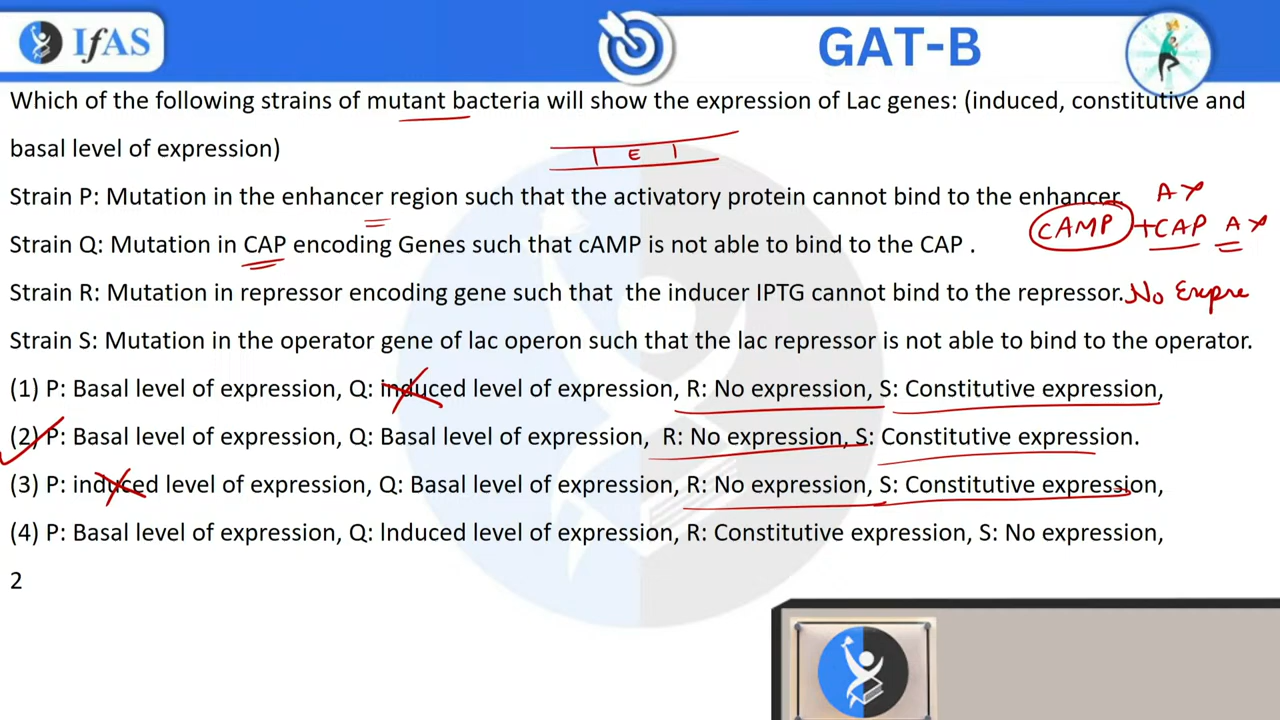 IfAS
GAT-B
Which of the following strains of mutant bacteria will show the expression of Lac genes: (induced, constitutive and
basal level of expression)
E
Strain P: Mutation in the enhancer region such that the activatory protein cannot bind to the enhancer.
A x
Strain Q: Mutation in CAP encoding Genes such that cAMP is not able to bind to the CAP .
cAMP + CAP A x
Strain R: Mutation in repressor encoding gene such that the inducer IPTG cannot bind to the repressor. No Expre
Strain S: Mutation in the operator gene of lac operon such that the lac repressor is not able to bind to the operator.
(1) P: Basal level of expression, Q: induced level of expression, R: No expression, S: Constitutive expression,
(2) P: Basal level of expression, Q: Basal level of expression, R: No expression, S: Constitutive expression.
(3) P: induced level of expression, Q: Basal level of expression, R: No expression, S: Constitutive expression,
(4) P: Basal level of expression, Q: Induced level of expression, R: Constitutive expression, S: No expression,
2